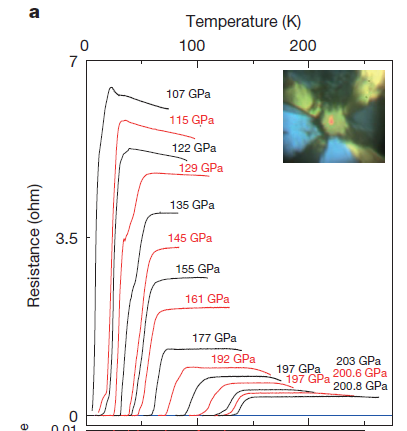 a
Temperature (K)
0 100 200
7
107 GPa
115 GPa
122 GPa
129 GPa
135 GPa
3.5
145 GPa
155 GPa
161 GPa
177 GPa
192 GPa
203 GPa
197 GPa
200.6 GPa
197 GPa
200.8 GPa
0
Resistance (ohm)
e
0.01